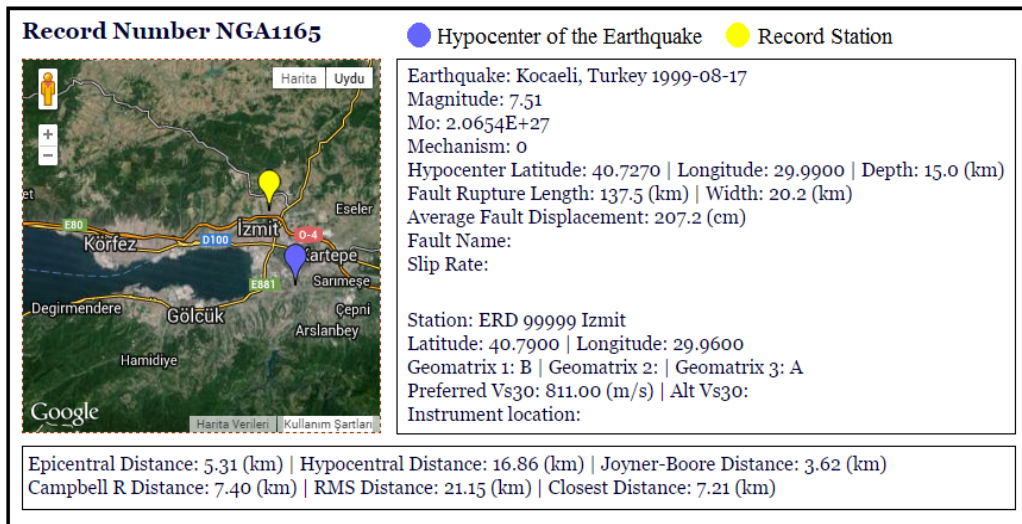 Record Number NGA1165
Hypocenter of the Earthquake
Record Station
Harita Uydu
Eseler
E80
İzmit
O-4
Körfez
D100
Kartepe
E881
Sarımeşe
Değirmendere
Gölcük
Çepni
Arslanbey
Hamidiye
Google
Harita Verileri
Kullanım Şartları
Earthquake: Kocaeli, Turkey 1999-08-17
Magnitude: 7.51
Mo: 2.0654E+27
Mechanism: 0
Hypocenter Latitude: 40.7270 | Longitude: 29.9900 | Depth: 15.0 (km)
Fault Rupture Length: 137.5 (km) | Width: 20.2 (km)
Average Fault Displacement: 207.2 (cm)
Fault Name:
Slip Rate:
Station: ERD 99999 Izmit
Latitude: 40.7900 | Longitude: 29.9600
Geomatrix 1: B | Geomatrix 2: | Geomatrix 3: A
Preferred Vs30: 811.00 (m/s) | Alt Vs30:
Instrument location:
Epicentral Distance: 5.31 (km) | Hypocentral Distance: 16.86 (km) | Joyner-Boore Distance: 3.62 (km)
Campbell R Distance: 7.40 (km) | RMS Distance: 21.15 (km) | Closest Distance: 7.21 (km)